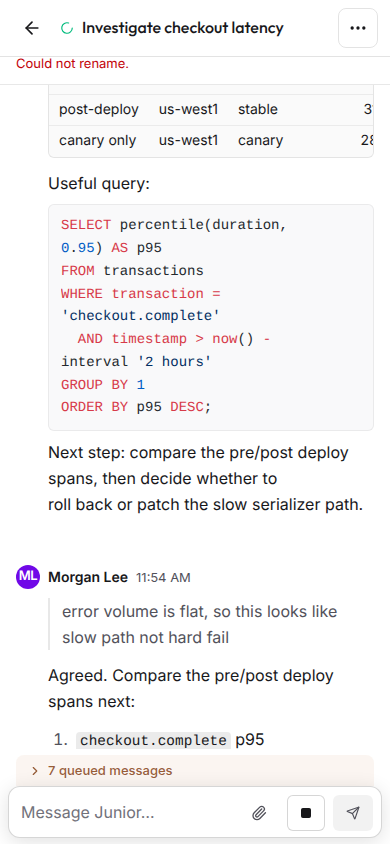 Investigate checkout latency
Could not rename.
post-deploy us-west1 stable
canary only us-west1 canary
Useful query:
SELECT percentile(duration,
0.95) AS p95
FROM transactions
WHERE transaction =
'checkout.complete'
AND timestamp > now() -
interval '2 hours'
GROUP BY 1
ORDER BY p95 DESC;
Next step: compare the pre/post deploy
spans, then decide whether to
roll back or patch the slow serializer path.
ML Morgan Lee 11:54 AM
error volume is flat, so this looks like
slow path not hard fail
Agreed. Compare the pre/post deploy
spans next:
1. checkout.complete p95
7 queued messages
Message Junior...